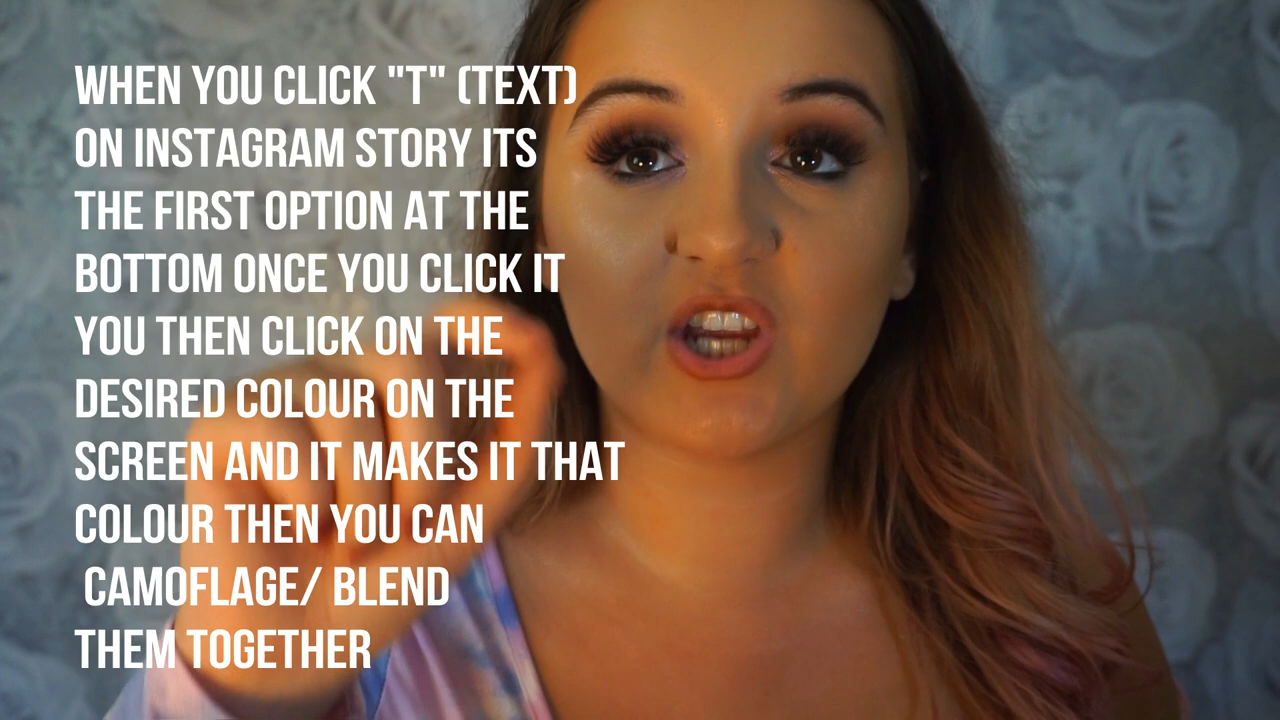 WHEN YOU CLICK "T" (TEXT)
ON INSTAGRAM STORY ITS
THE FIRST OPTION AT THE
BOTTOM ONCE YOU CLICK IT
YOU THEN CLICK ON THE
DESIRED COLOUR ON THE
SCREEN AND IT MAKES IT THAT
COLOUR THEN YOU CAN
CAMOFLAGE/ BLEND
THEM TOGETHER